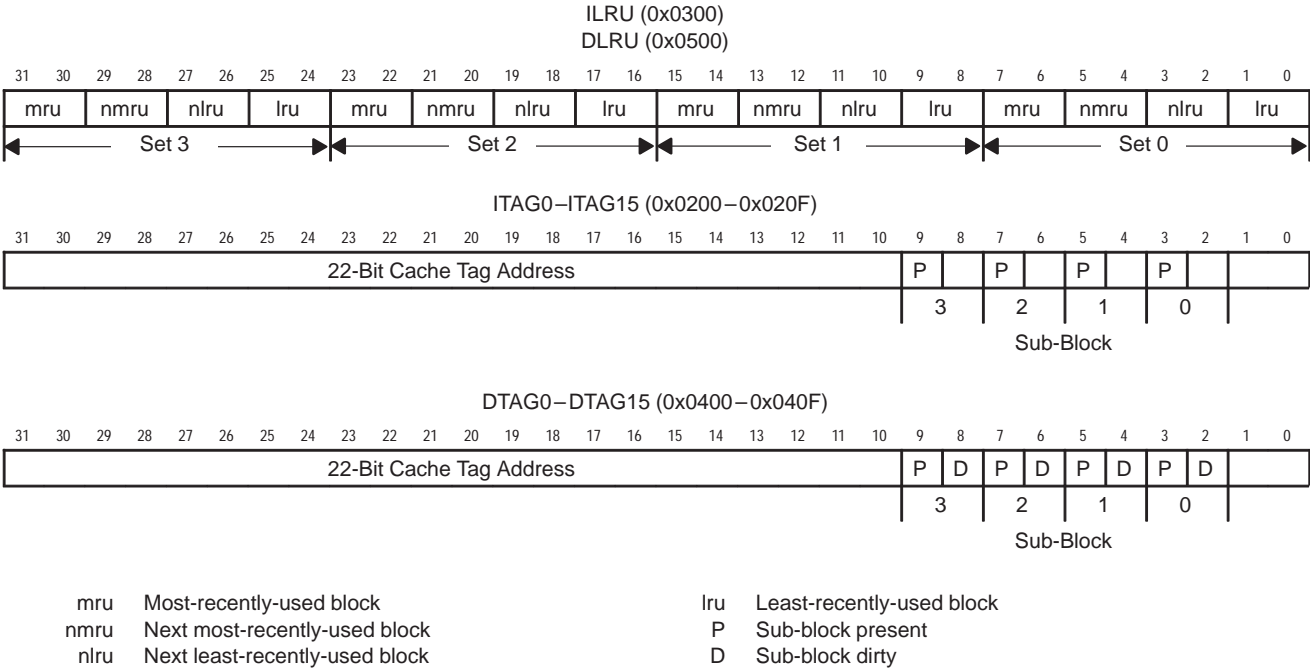 ILRU (0x0300)
DLRU (0x0500)
31 30 29 28 27 26 25 24 23 22 21 20 19 18 17 16 15 14 13 12 11 10 9 8 7 6 5 4 3 2 1 0
mru nmru nlru lru mru nmru nlru lru mru nmru nlru lru mru nmru nlru lru
Set 3 Set 2 Set 1 Set 0
ITAG0–ITAG15 (0x0200–0x020F)
31 30 29 28 27 26 25 24 23 22 21 20 19 18 17 16 15 14 13 12 11 10 9 8 7 6 5 4 3 2 1 0
22-Bit Cache Tag Address P P P P
3 2 1 0
Sub-Block
DTAG0–DTAG15 (0x0400–0x040F)
31 30 29 28 27 26 25 24 23 22 21 20 19 18 17 16 15 14 13 12 11 10 9 8 7 6 5 4 3 2 1 0
22-Bit Cache Tag Address P D P D P D P D
3 2 1 0
Sub-Block
mru Most-recently-used block lru Least-recently-used block
nmru Next most-recently-used block P Sub-block present
nlru Next least-recently-used block D Sub-block dirty